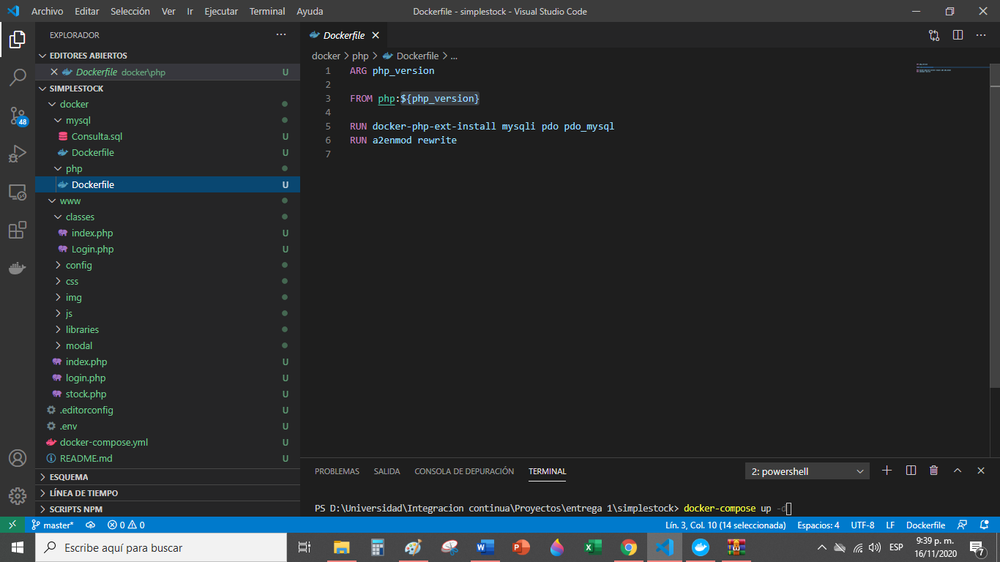 Archivo Editar Selección Ver Ir Ejecutar Terminal Ayuda
Dockerfile - simplestock - Visual Studio Code
EXPLORADOR
EDITORES ABIERTOS
Dockerfile docker\php U
SIMPLESTOCK
docker
mysql
Consulta.sql U
Dockerfile U
php
Dockerfile U
www
classes
index.php U
Login.php U
config
css
img
js
libraries
modal
index.php U
login.php U
stock.php U
.editorconfig U
.env U
docker-compose.yml U
README.md U
ESQUEMA
LÍNEA DE TIEMPO
SCRIPTS NPM
48
Dockerfile
docker > php > Dockerfile > ...
1 ARG php_version
2
3 FROM php:${php_version}
4
5 RUN docker-php-ext-install mysqli pdo pdo_mysql
6 RUN a2enmod rewrite
7
PROBLEMAS SALIDA CONSOLA DE DEPURACIÓN TERMINAL
2: powershell
PS D:\Universidad\Integracion continua\Proyectos\entrega 1\simplestock> docker-compose up -d
master* 0 0
Lín. 3, Col. 10 (14 seleccionada) Espacios: 4 UTF-8 LF Dockerfile
Escribe aquí para buscar
ESP
9:39 p. m.
16/11/2020
7